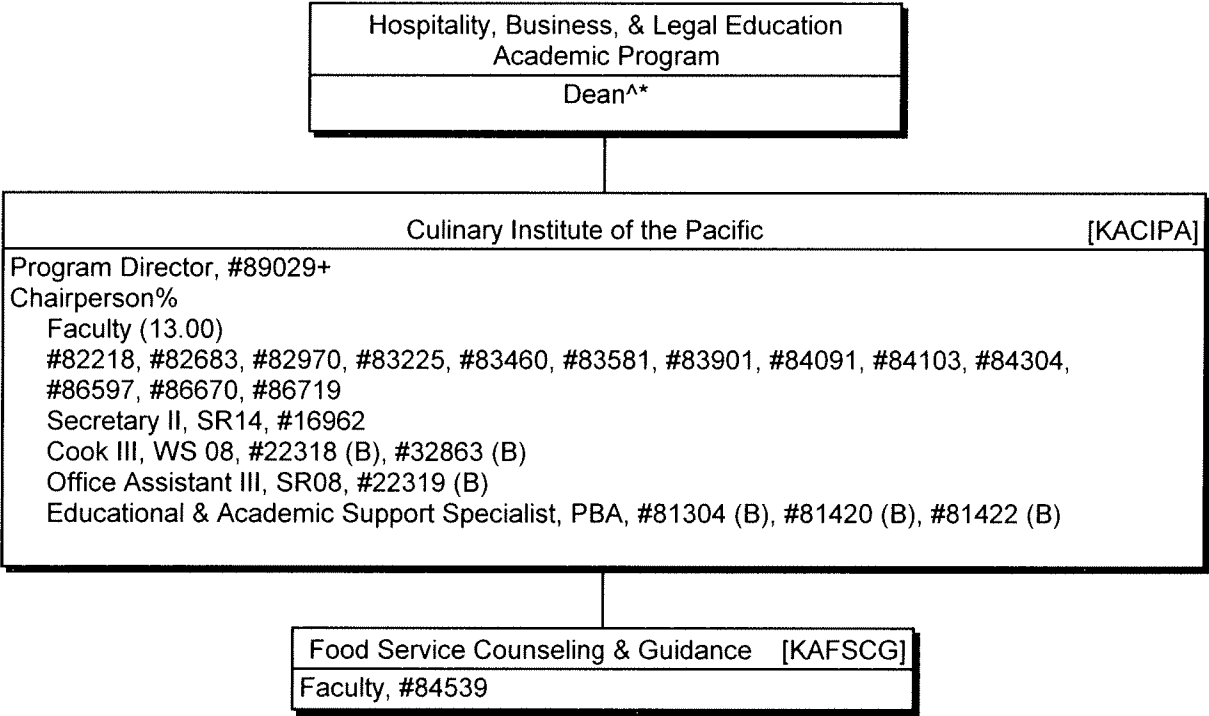 Hospitality, Business, & Legal Education
Academic Program
Dean^*
Culinary Institute of the Pacific [KACIPA]
Program Director, #89029+
Chairperson%
Faculty (13.00)
#82218, #82683, #82970, #83225, #83460, #83581, #83901, #84091, #84103, #84304,
#86597, #86670, #86719
Secretary II, SR14, #16962
Cook III, WS 08, #22318 (B), #32863 (B)
Office Assistant III, SR08, #22319 (B)
Educational & Academic Support Specialist, PBA, #81304 (B), #81420 (B), #81422 (B)
Food Service Counseling & Guidance [KAFSCG]
Faculty, #84539